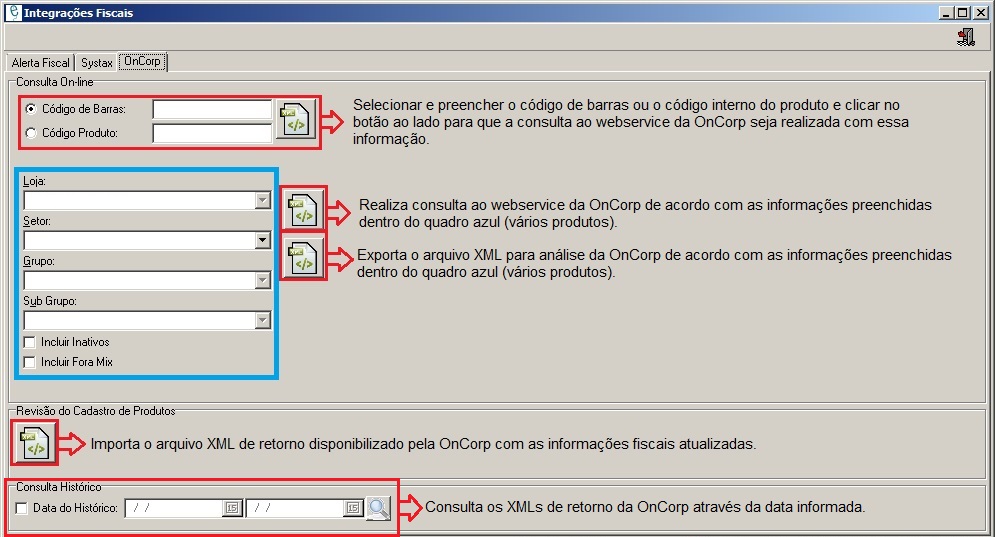 Integrações Fiscais
Alerta Fiscal Systax OnCorp
Consulta On-line
Código de Barras:
Código Produto:
Selecionar e preencher o código de barras ou o código interno do produto e clicar no
botão ao lado para que a consulta ao webservice da OnCorp seja realizada com essa
informação.
Loja:
Setor:
Grupo:
Sub Grupo:
Incluir Inativos
Incluir Fora Mix
Realiza consulta ao webservice da OnCorp de acordo com as informações preenchidas
dentro do quadro azul (vários produtos).
Exporta o arquivo XML para análise da OnCorp de acordo com as informações preenchidas
dentro do quadro azul (vários produtos).
Revisão do Cadastro de Produtos
Importa o arquivo XML de retorno disponibilizado pela OnCorp com as informações fiscais atualizadas.
Consulta Histórico
Data do Histórico: / / 15 / / 15
Consulta os XMLs de retorno da OnCorp através da data informada.